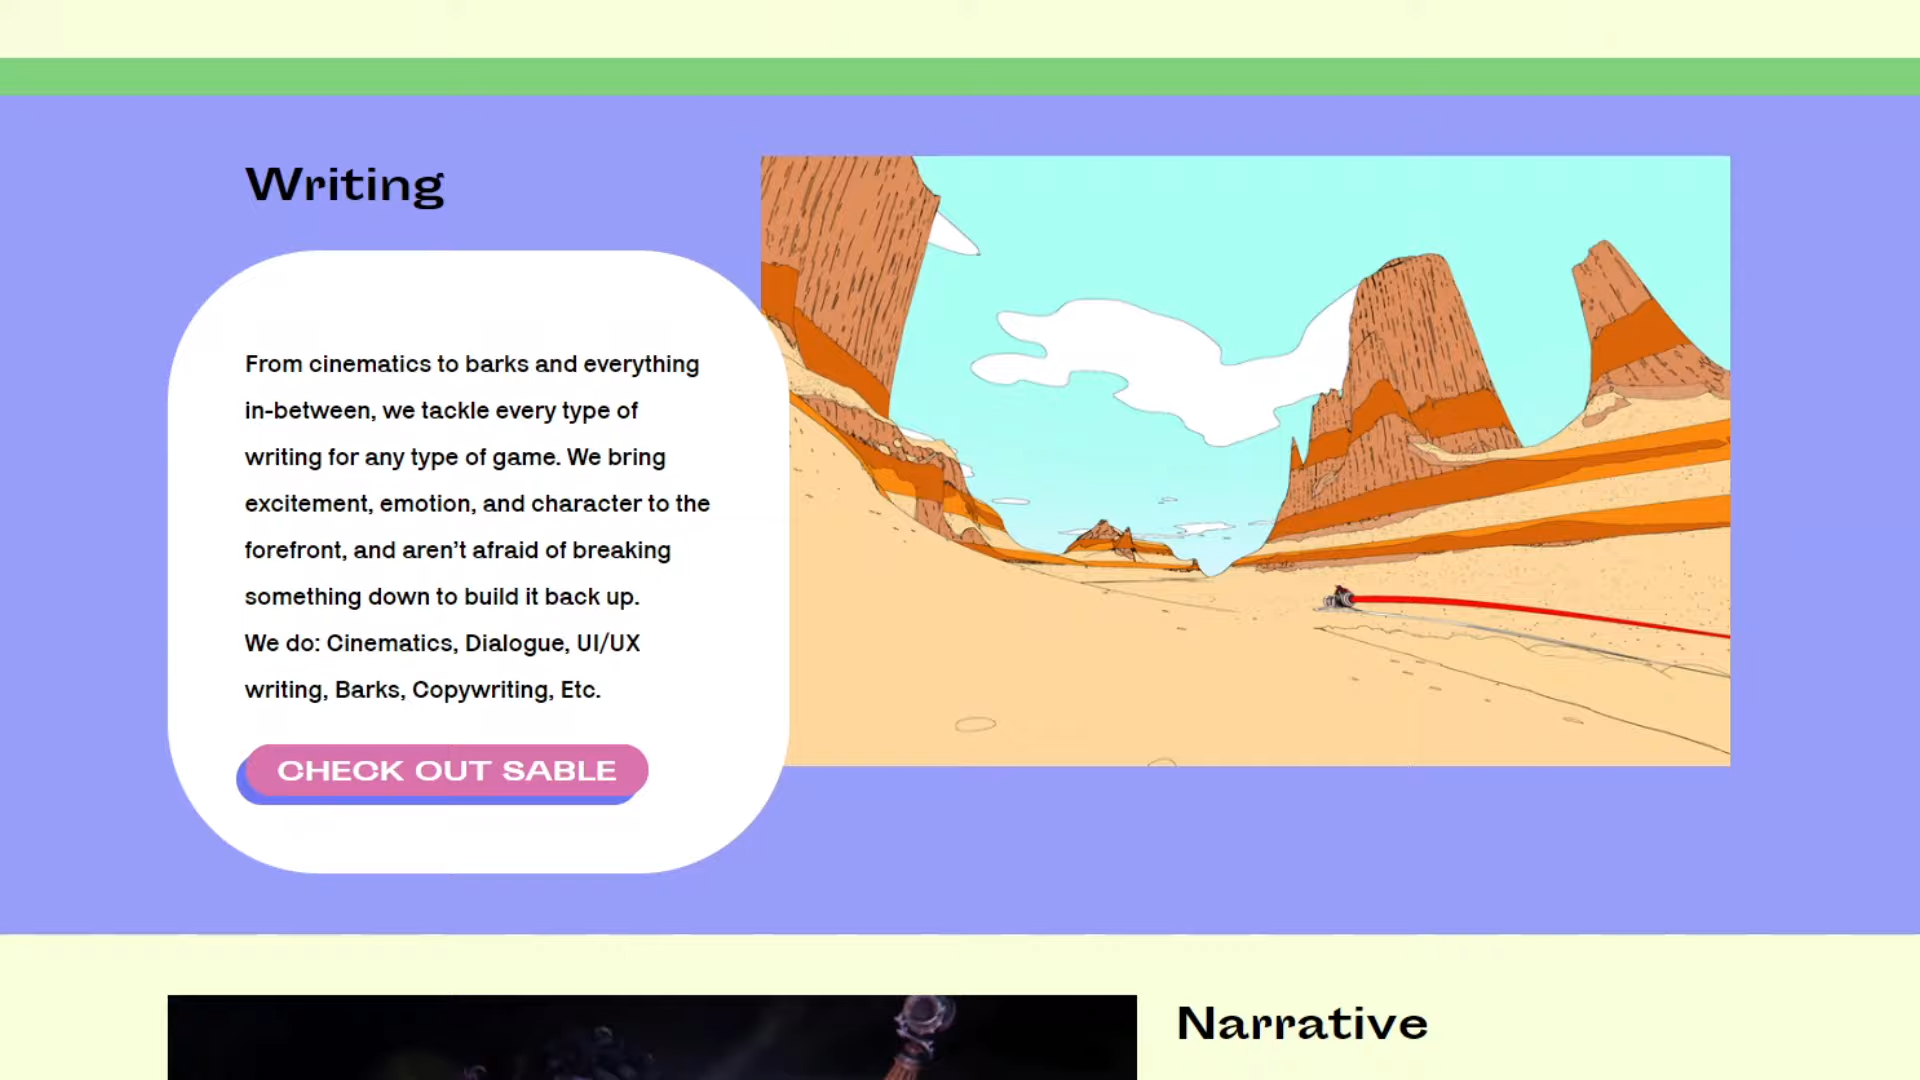 Writing
From cinematics to barks and everything
in-between, we tackle every type of
writing for any type of game. We bring
excitement, emotion, and character to the
forefront, and aren’t afraid of breaking
something down to build it back up.
We do: Cinematics, Dialogue, UI/UX
writing, Barks, Copywriting, Etc.
CHECK OUT SABLE
Narrative